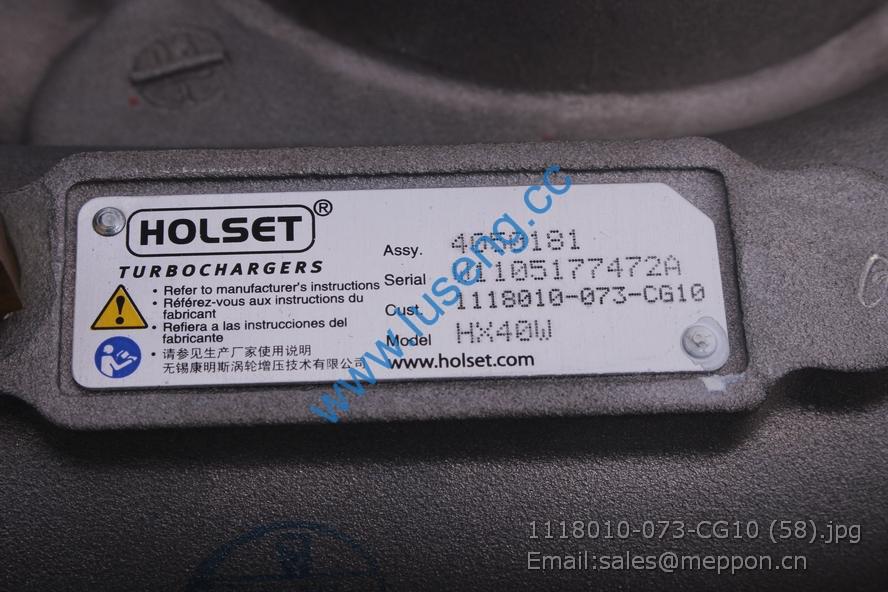 HOLSET®
TURBOCHARGERS
• Refer to manufacturer's instructions
• Référez-vous aux instructions du
fabricant
• Refiera a las instrucciones del
fabricante
• 请参见生产厂家使用说明
无锡康明斯涡轮增压技术有限公司
Assy. 4050181
Serial 01105177472A
Cust. 1118010-073-CG10
Model HX40W
www.holset.com
www.luseng.cc
1118010-073-CG10 (58).jpg
Email:sales@meppon.cn